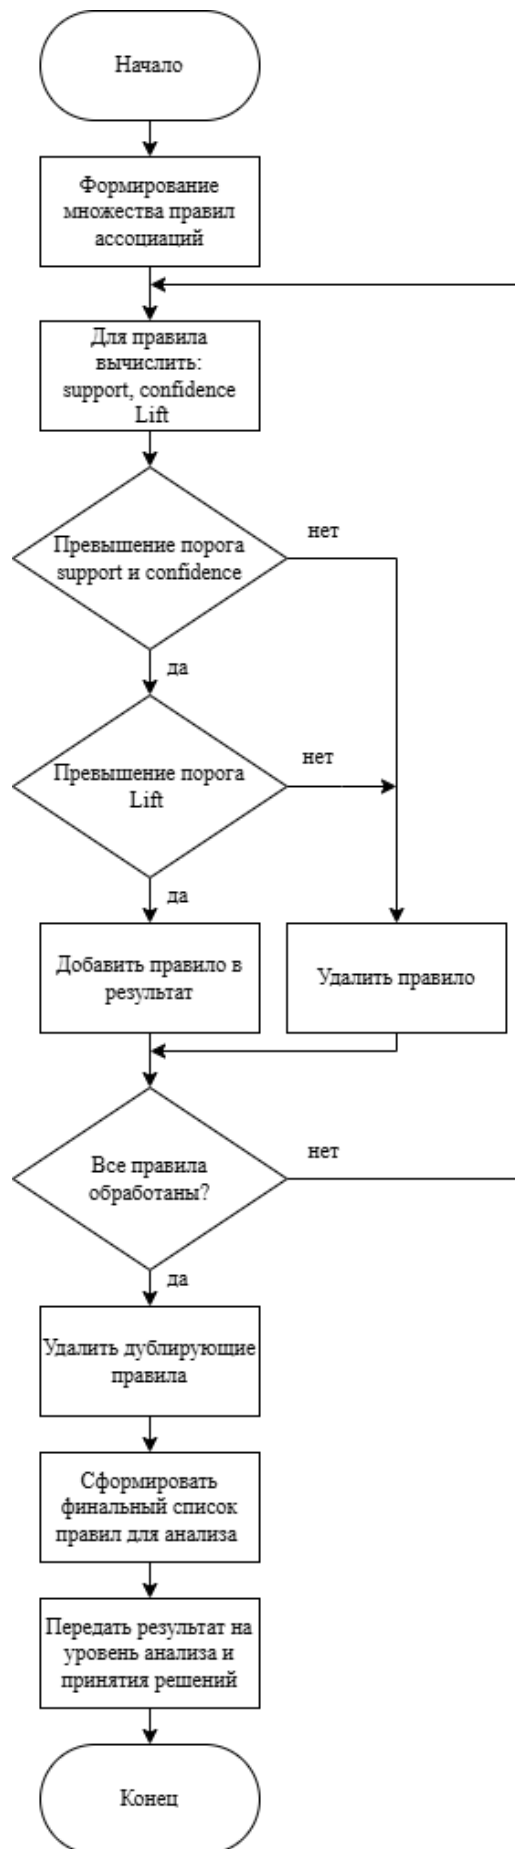 Начало
Формирование
множества правил
ассоциаций
Для правила
вычислить:
support, confidence
Lift
Превышение порога
support и confidence
нет
да
Превышение порога
Lift
нет
да
Добавить правило в
результат
Удалить правило
Все правила
обработаны?
нет
да
Удалить дублирующие
правила
Сформировать
финальный список
правил для анализа
Передать результат на
уровень анализа и
принятия решений
Конец